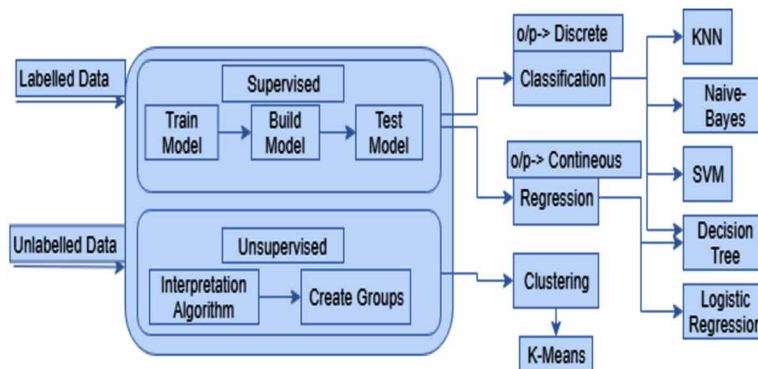 Labelled Data
Supervised
Train
Model
Build
Model
Test
Model
o/p-> Discrete
Classification
o/p-> Contineous
Regression
KNN
Naive-
Bayes
SVM
Decision
Tree
Logistic
Regression
Unlabelled Data
Unsupervised
Interpretation
Algorithm
Create Groups
Clustering
K-Means